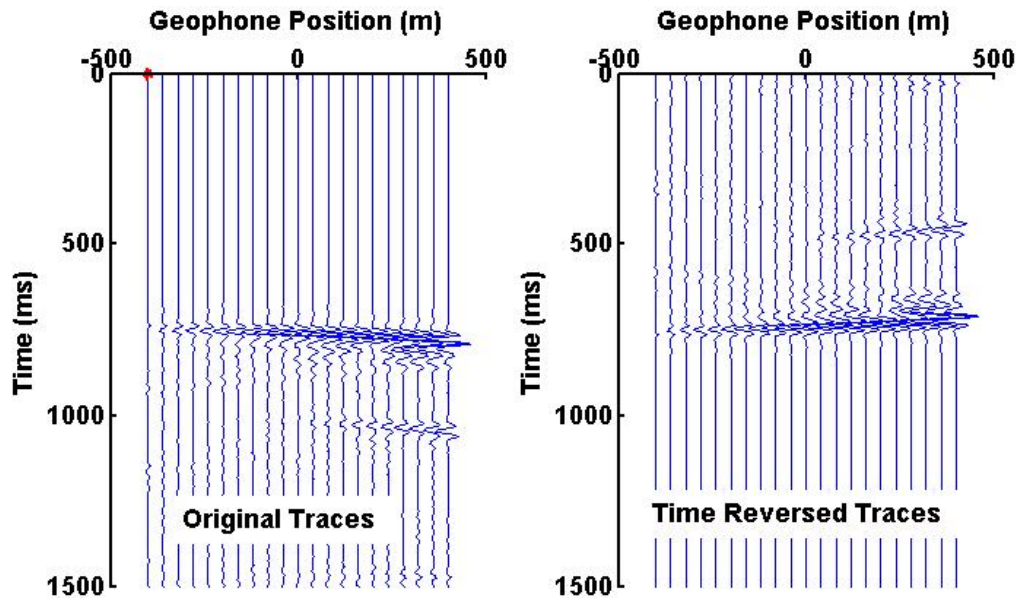 Geophone Position (m)
-500 0 500
0
500
1000
1500
Time (ms)
Original Traces
Geophone Position (m)
-500 0 500
0
500
1000
1500
Time (ms)
Time Reversed Traces